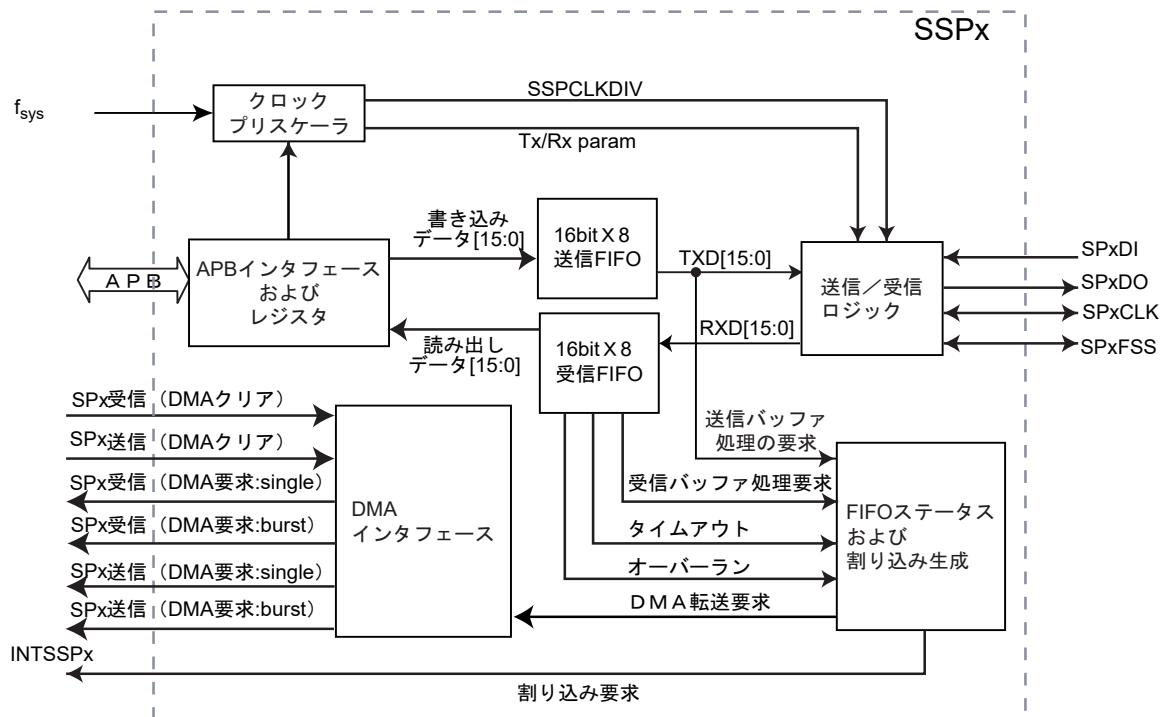 SSPx
fsys
クロック
プリスケーラ
SSPCLKDIV
Tx/Rx param
書き込み
データ[15:0]
16bit X 8
送信FIFO
TXD[15:0]
SPxDI
SPxDO
SPxCLK
SPxFSS
APB
APBインタフェース
および
レジスタ
送信／受信
ロジック
読み出し
データ[15:0]
16bit X 8
受信FIFO
RXD[15:0]
SPx受信（DMAクリア）
SPx送信（DMAクリア）
SPx受信（DMA要求:single）
SPx受信（DMA要求:burst）
SPx送信（DMA要求:single）
SPx送信（DMA要求:burst）
DMA
インタフェース
送信バッファ
処理の要求
受信バッファ処理要求
タイムアウト
オーバーラン
ＤＭＡ転送要求
FIFOステータス
および
割り込み生成
INTSSPx
割り込み要求